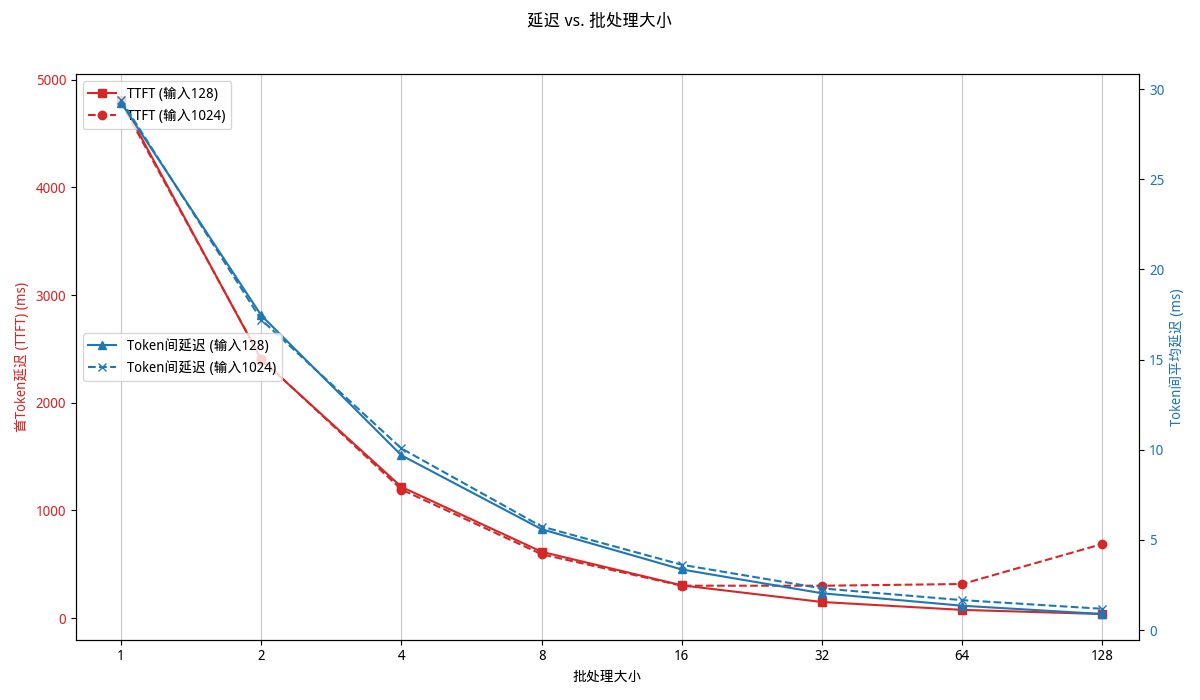 延迟 vs. 批处理大小
5000
4000
3000
2000
1000
0
首Token延迟 (TTFT) (ms)
TTFT (输入128)
TTFT (输入1024)
Token间延迟 (输入128)
Token间延迟 (输入1024)
30
25
20
15
10
5
0
Token间平均延迟 (ms)
1 2 4 8 16 32 64 128
批处理大小